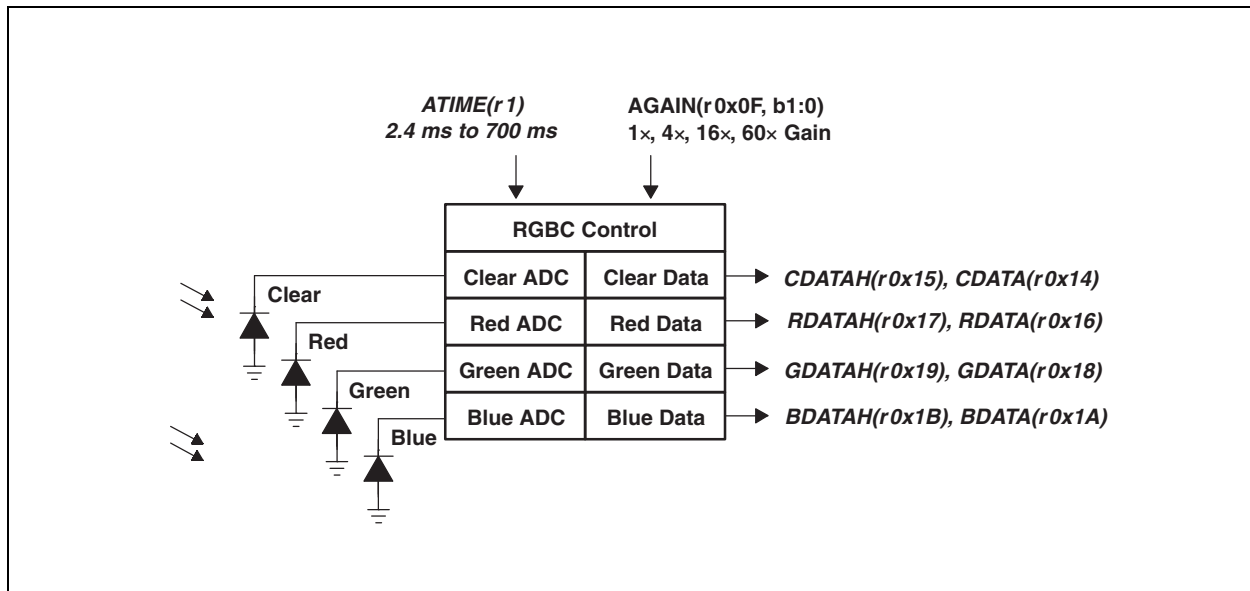 ATIME(r1)
2.4 ms to 700 ms
AGAIN(r0x0F, b1:0)
1×, 4×, 16×, 60× Gain
RGBC Control
Clear ADC
Clear Data
CDATAH(r0x15), CDATA(r0x14)
Clear
Red ADC
Red Data
RDATAH(r0x17), RDATA(r0x16)
Red
Green ADC
Green Data
GDATAH(r0x19), GDATA(r0x18)
Green
Blue ADC
Blue Data
BDATAH(r0x1B), BDATA(r0x1A)
Blue